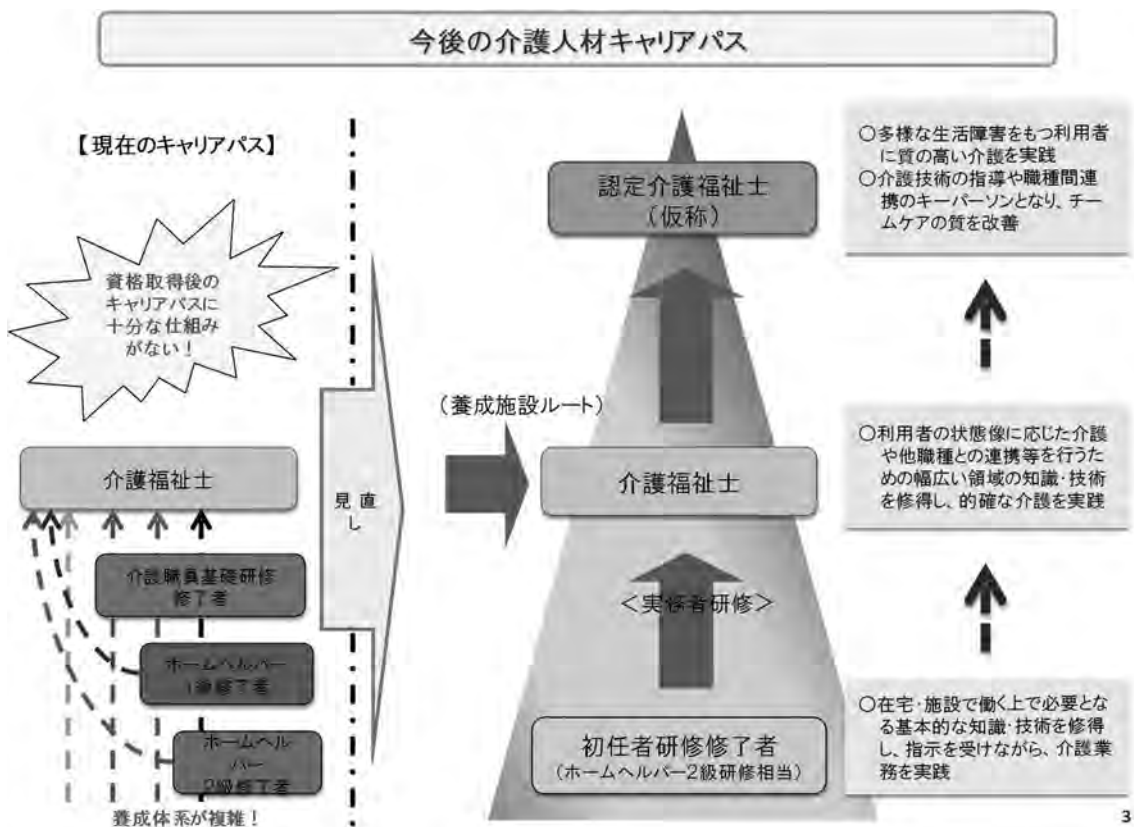 今後の介護人材キャリアパス
【現在のキャリアパス】
資格取得後の
キャリアパスに
十分な仕組み
がない！
介護福祉士
介護職員基礎研修
修了者
ホームヘルパー
1級修了者
ホームヘル
パー
2級修了者
養成体系が複雑！
見直
し
（養成施設ルート）
認定介護福祉士
（仮称）
介護福祉士
＜実務者研修＞
初任者研修修了者
（ホームヘルパー2級研修相当）
○多様な生活障害をもつ利用者
に質の高い介護を実践
○介護技術の指導や職種間連
携のキーパーソンとなり、チー
ムケアの質を改善
○利用者の状態像に応じた介護
や他職種との連携等を行うた
めの幅広い領域の知識・技術
を修得し、的確な介護を実践
○在宅・施設で働く上で必要とな
る基本的な知識・技術を修得
し、指示を受けながら、介護業
務を実践
3